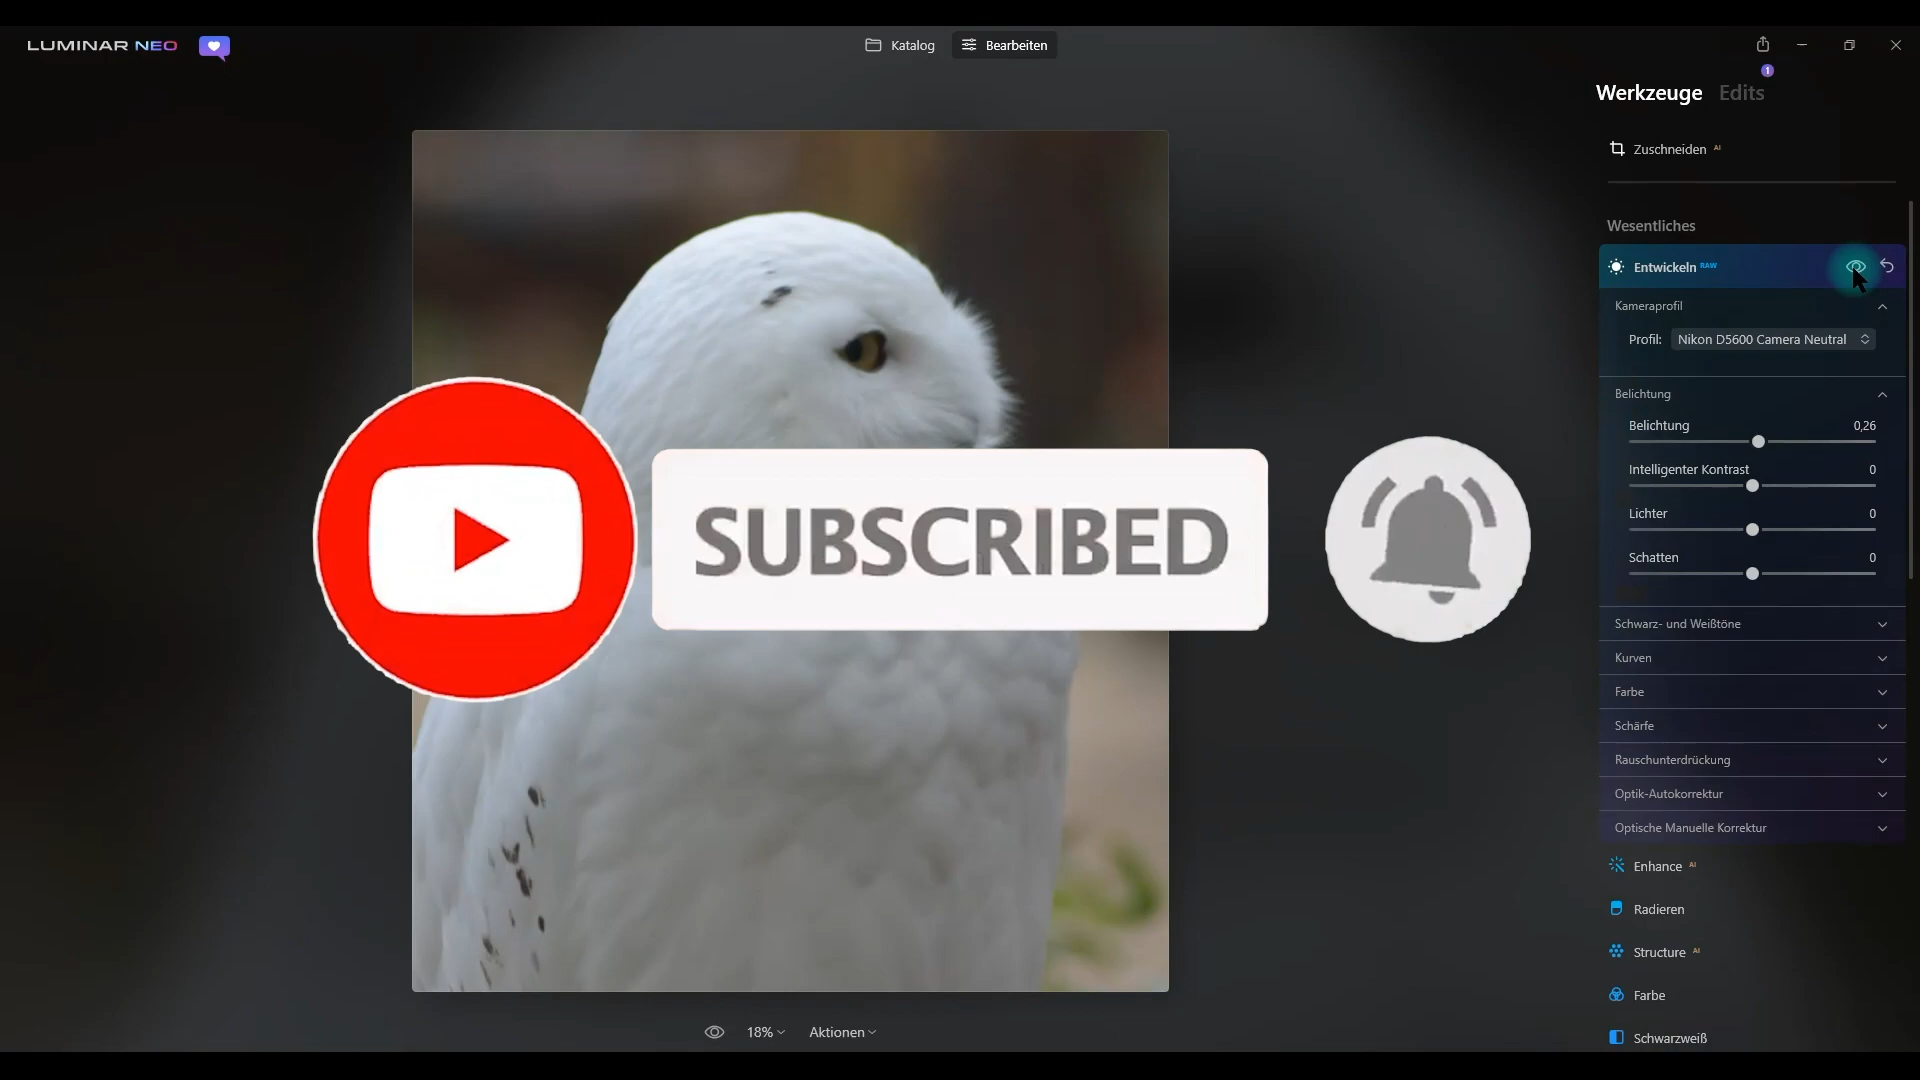 LUMINAR NEO
Katalog
Bearbeiten
1
Werkzeuge
Edits
Zuschneiden AI
Wesentliches
Entwickeln RAW
Kameraprofil
Profil: Nikon D5600 Camera Neutral
Belichtung
Belichtung 0,26
Intelligenter Kontrast 0
Lichter 0
Schatten 0
Schwarz- und Weißtöne
Kurven
Farbe
Schärfe
Rauschunterdrückung
Optik-Autokorrektur
Optische Manuelle Korrektur
Enhance AI
Radieren
Structure AI
Farbe
Schwarzweiß
SUBSCRIBED
18%
Aktionen